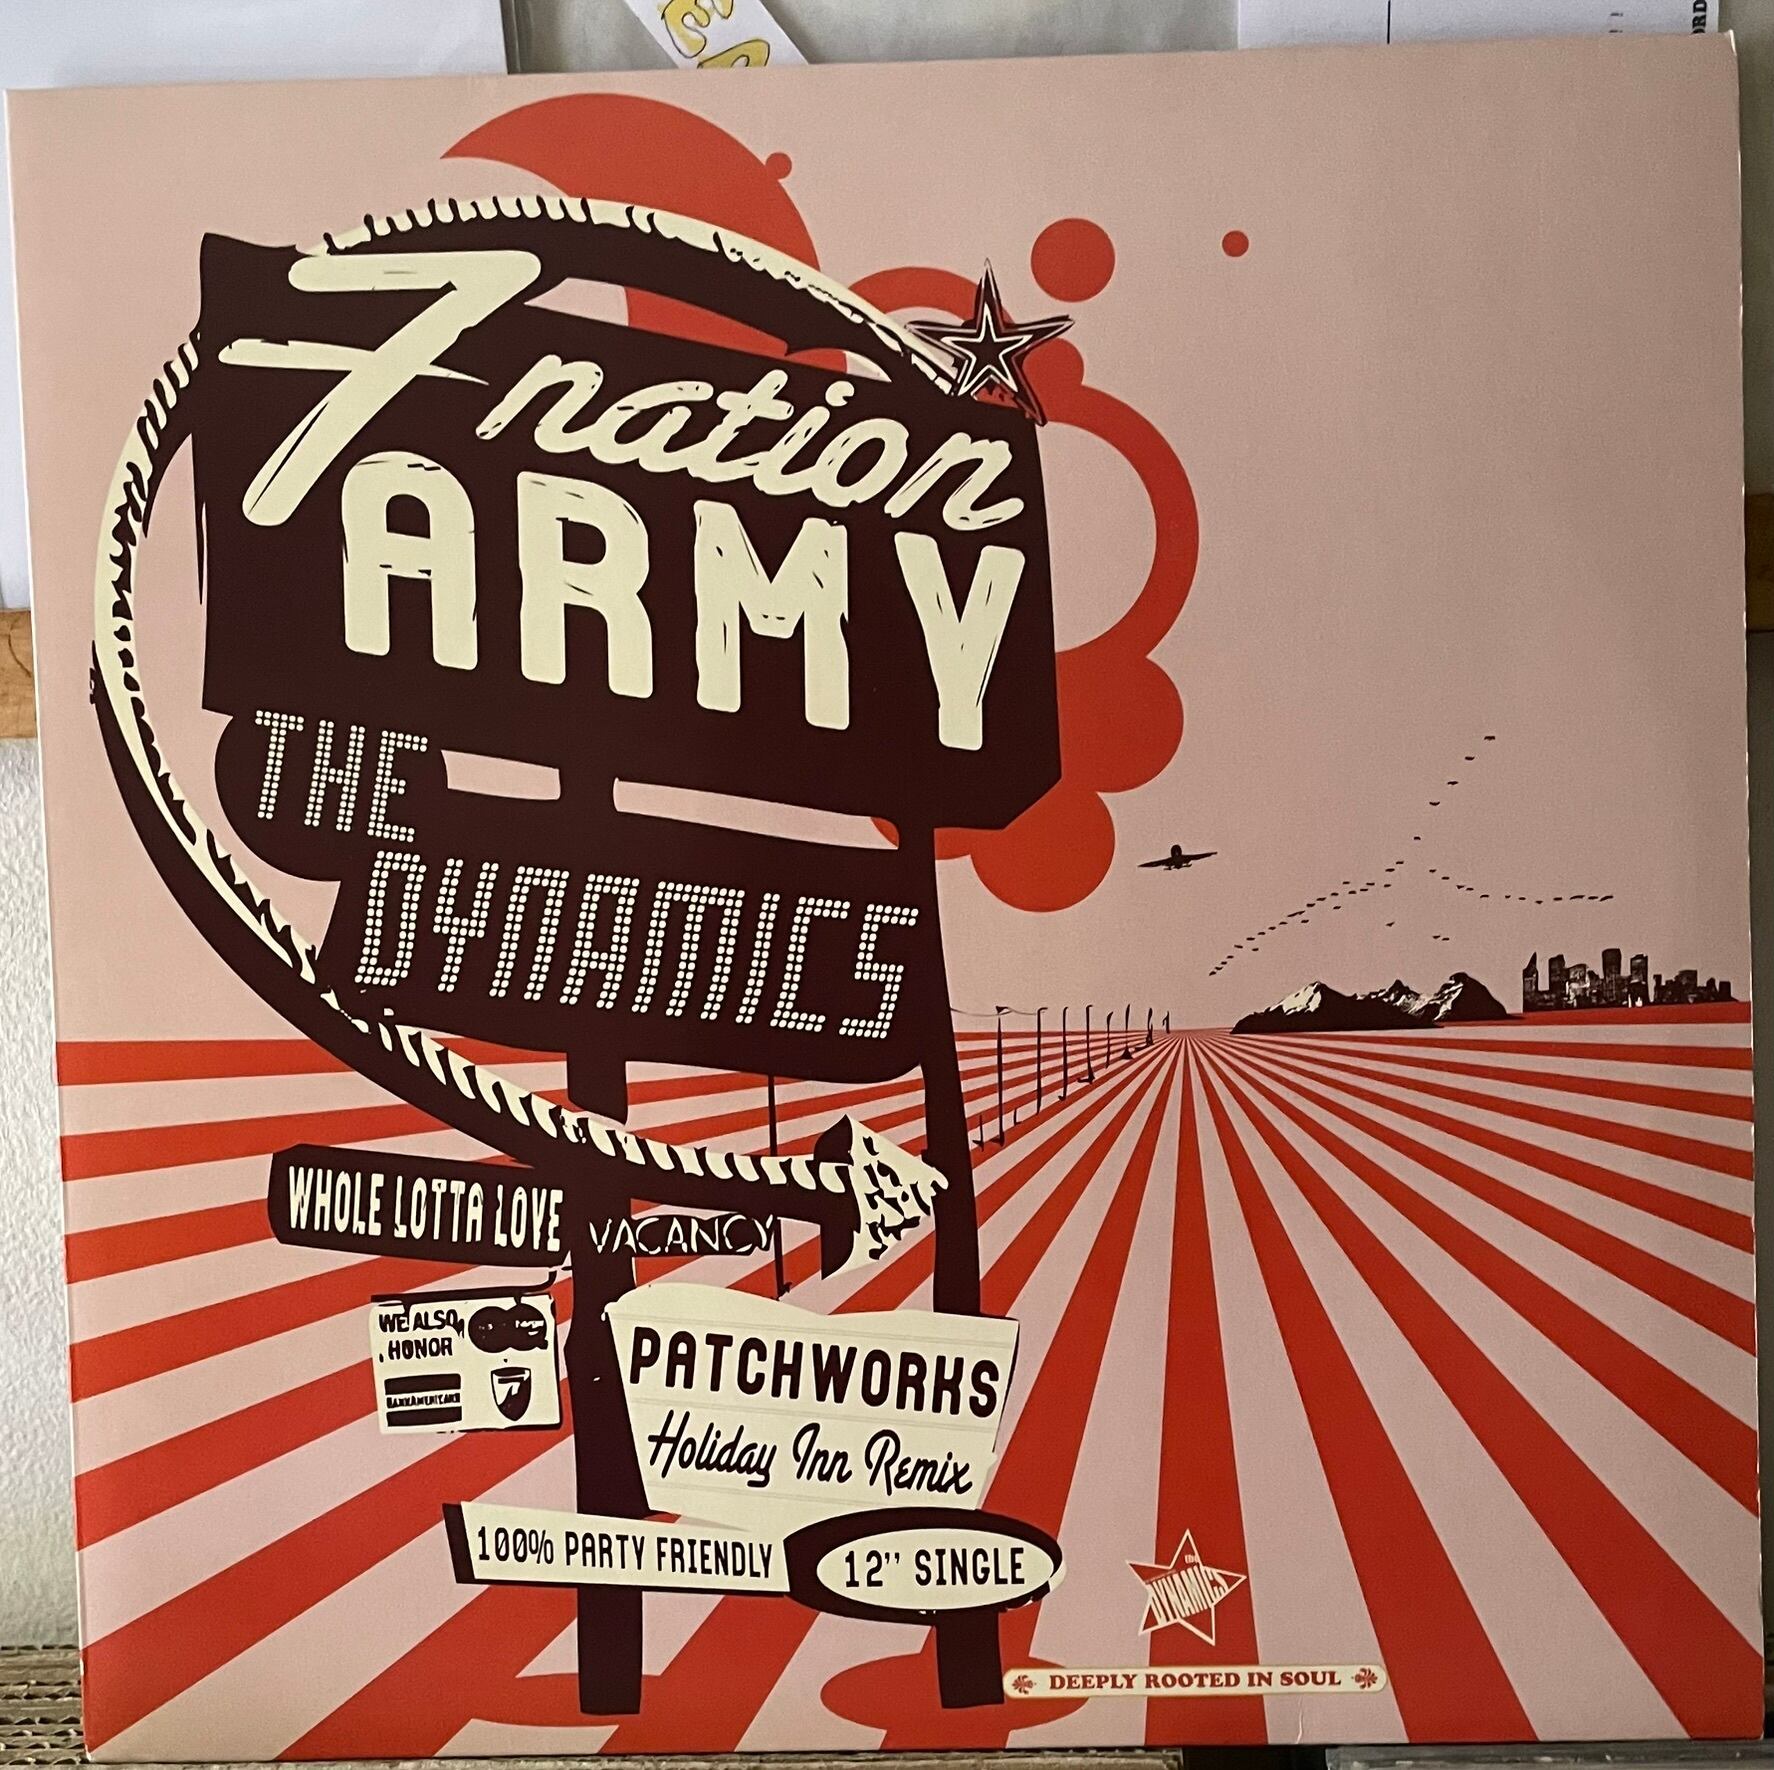 7 nation
ARMY
THE
DYNAMICS
WHOLE LOTTA LOVE
VACANCY
WE ALSO
HONOR
PATCHWORKS
Holiday Inn Remix
100% PARTY FRIENDLY
12" SINGLE
THE
DYNAMICS
DEEPLY ROOTED IN SOUL